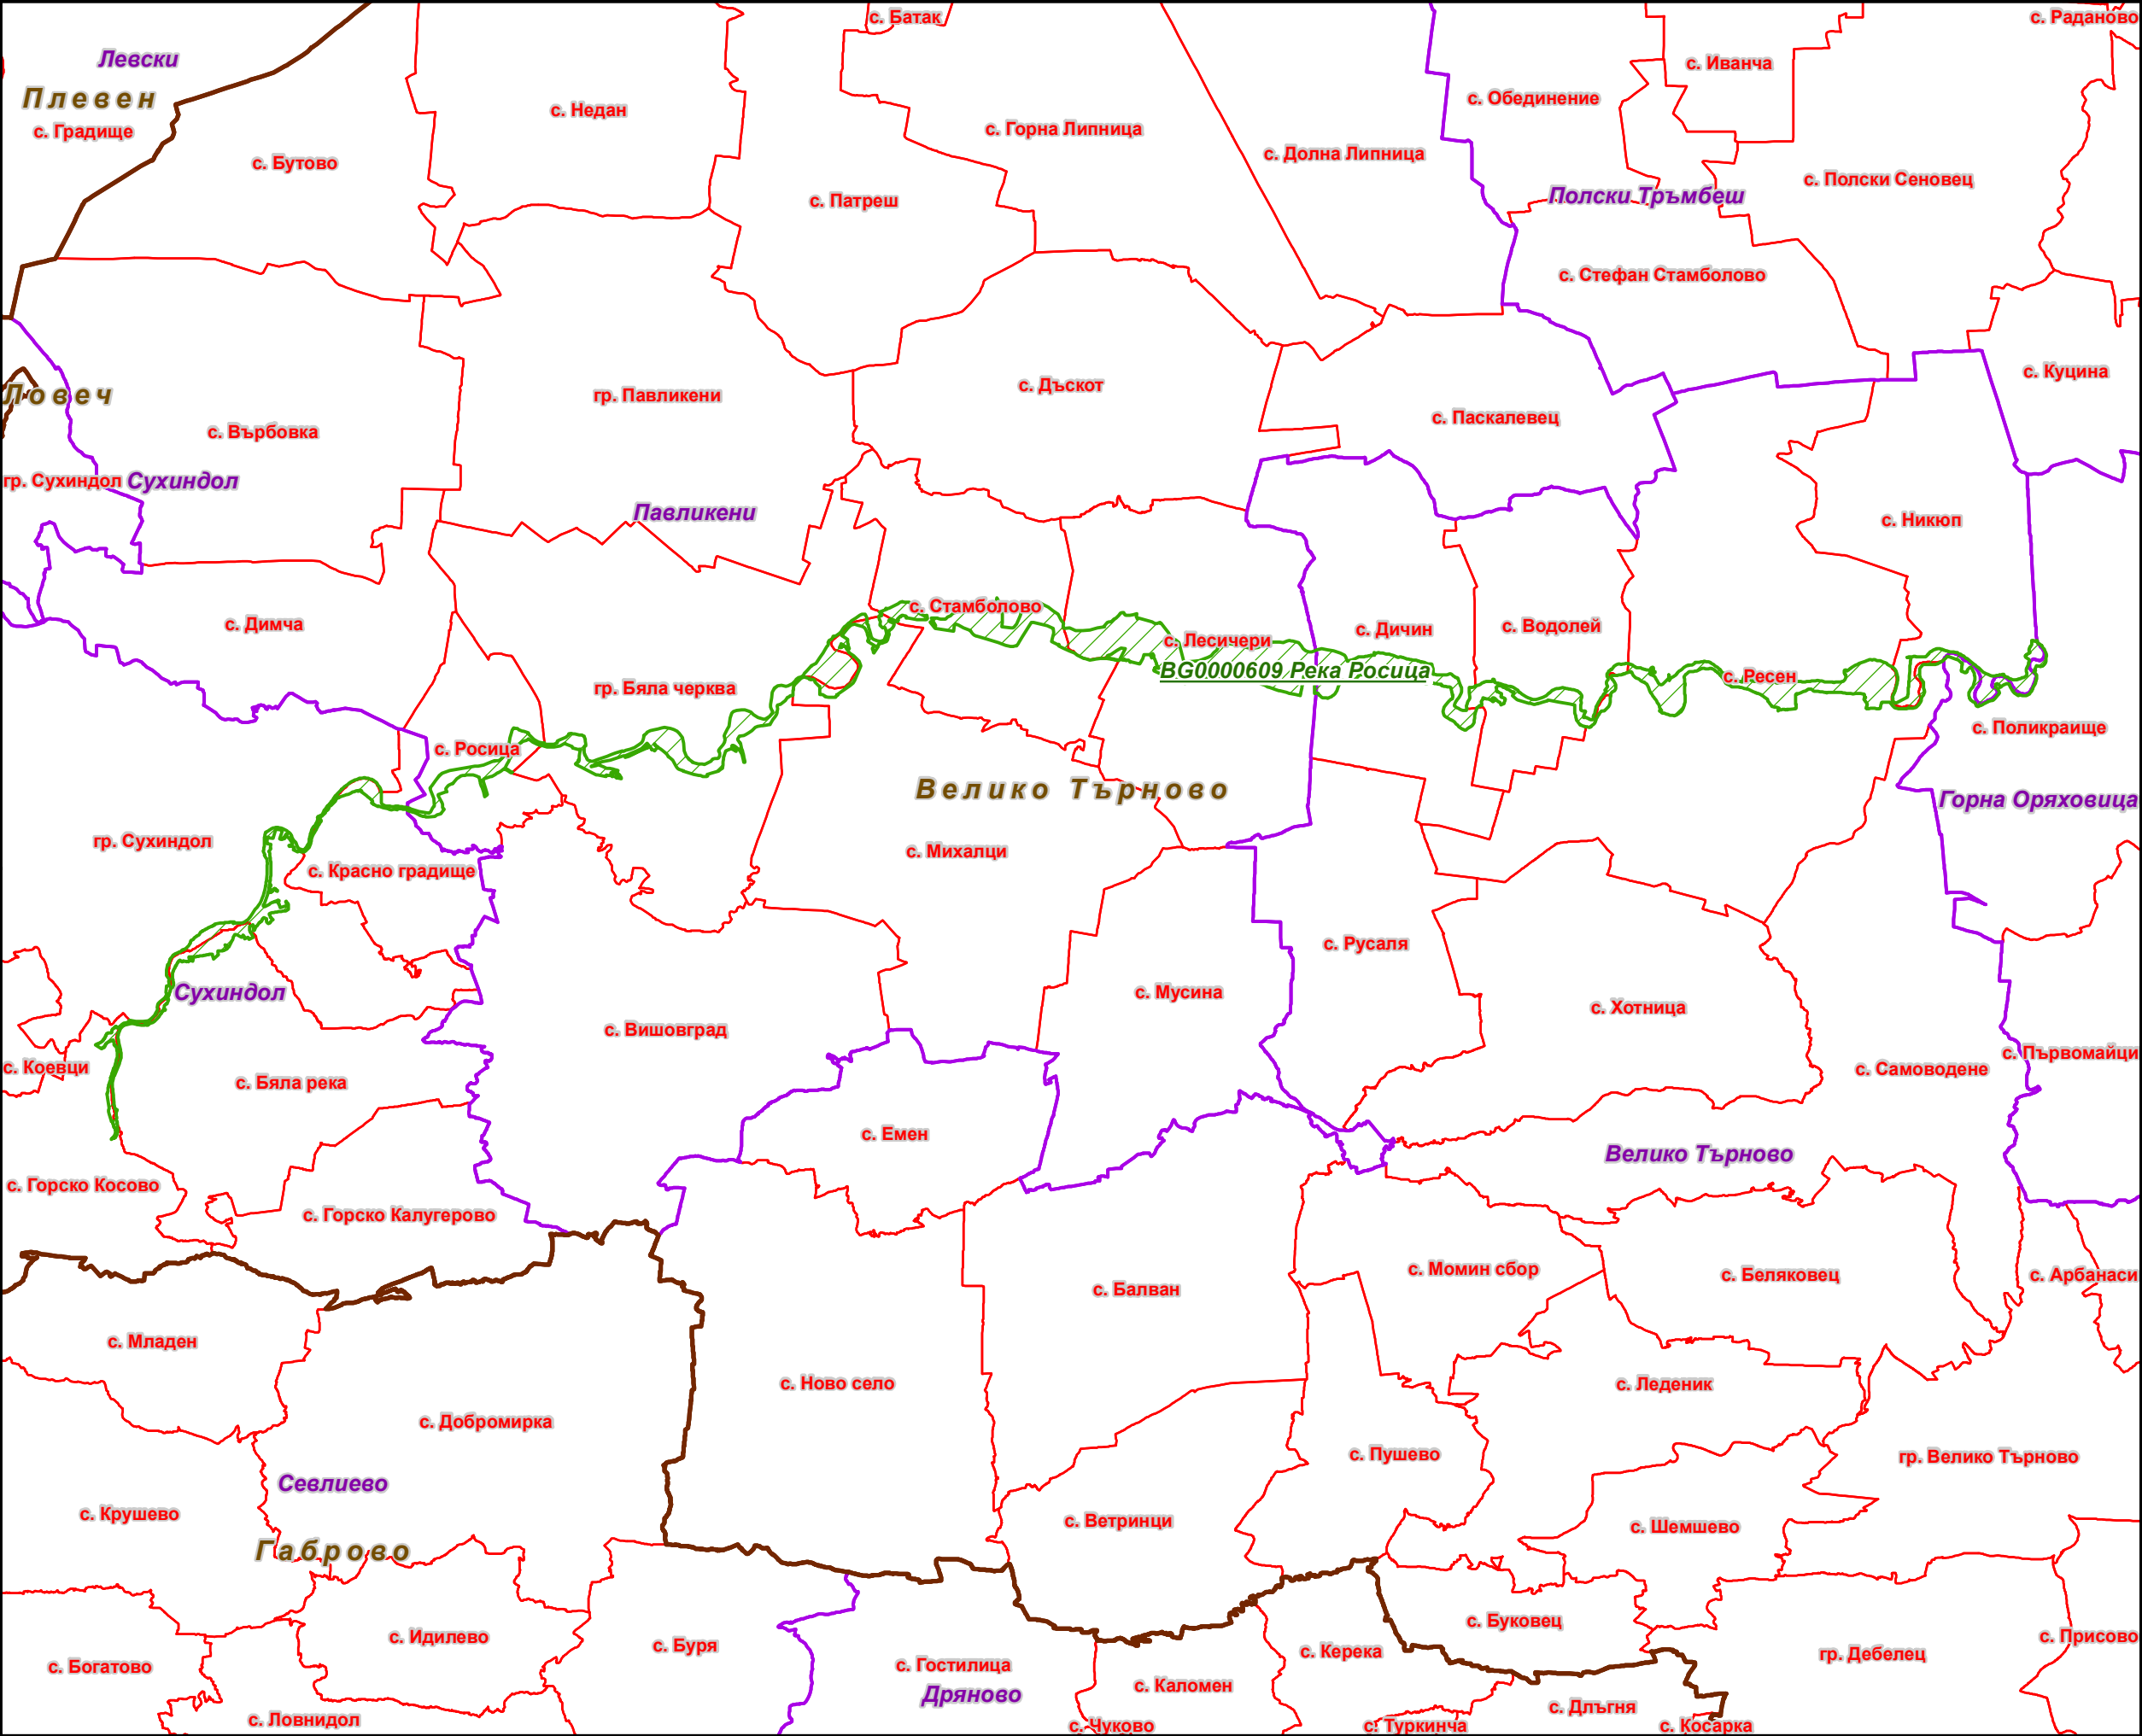 с. Батак
с. Раданово
Левски
с. Иванча
Плевен
с. Обединение
с. Недан
с. Градище
с. Горна Липница
с. Долна Липница
с. Бутово
с. Полски Сеновец
Полски Тръмбеш
с. Патреш
с. Стефан Стамболово
с. Куцина
с. Дъскот
Ловеч
гр. Павликени
с. Паскалевец
с. Върбовка
гр. Сухиндол
Сухиндол
Павликени
с. Никюп
с. Стамболово
с. Димча
с. Водолей
с. Дичин
с. Лесичери
BG0000609 Река Росица
с. Ресен
гр. Бяла черква
с. Поликраище
с. Росица
Велико Търново
Горна Оряховица
гр. Сухиндол
с. Михалци
с. Красно градище
с. Русаля
Сухиндол
с. Мусина
с. Хотница
с. Вишовград
с. Първомайци
с. Коевци
с. Самоводене
с. Бяла река
с. Емен
Велико Търново
с. Горско Косово
с. Горско Калугерово
с. Момин сбор
с. Беляковец
с. Арбанаси
с. Балван
с. Младен
с. Ново село
с. Леденик
с. Добромирка
с. Пушево
гр. Велико Търново
Севлиево
с. Крушево
с. Ветринци
с. Шемшево
Габрово
с. Буковец
с. Идилево
с. Присово
с. Буря
с. Керека
гр. Дебелец
с. Богатово
с. Гостилица
с. Каломен
Дряново
с. Длъгня
с. Ловнидол
с. Чуково
с. Туркинча
с. Косарка